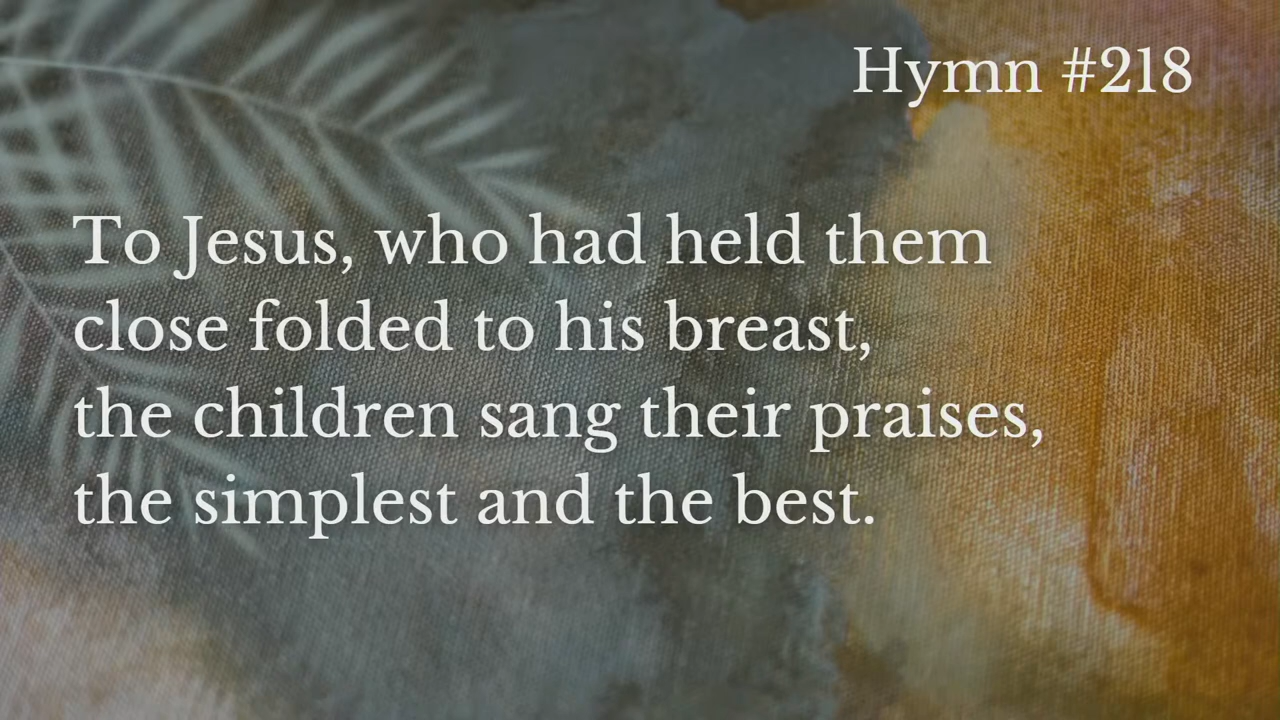 Hymn #218
To Jesus, who had held them
close folded to his breast,
the children sang their praises,
the simplest and the best.